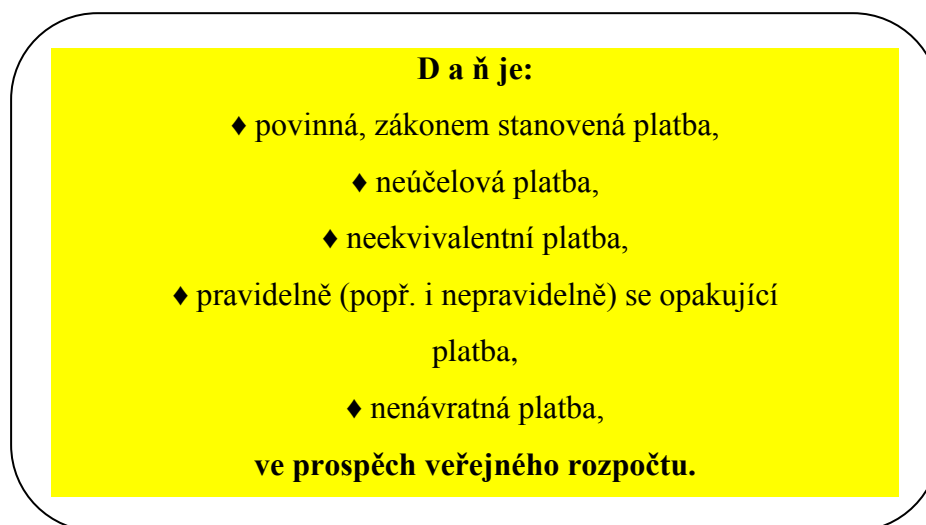 D a ň je:
♦ povinná, zákonem stanovená platba,
♦ neúčelová platba,
♦ neekvivalentní platba,
♦ pravidelně (popř. i nepravidelně) se opakující
platba,
♦ nenávratná platba,
ve prospěch veřejného rozpočtu.